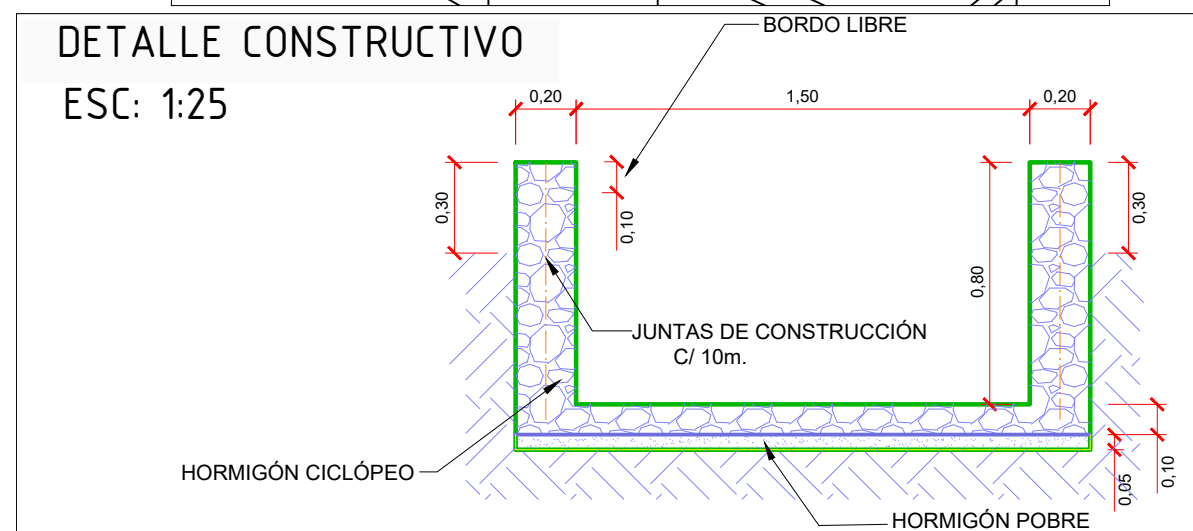 DETALLE CONSTRUCTIVO
ESC: 1:25
BORDO LIBRE
0,20
1,50
0,20
0,30
0,10
0,80
0,30
JUNTAS DE CONSTRUCCIÓN
C/ 10m.
HORMIGÓN CICLÓPEO
0,05
0,10
HORMIGÓN POBRE